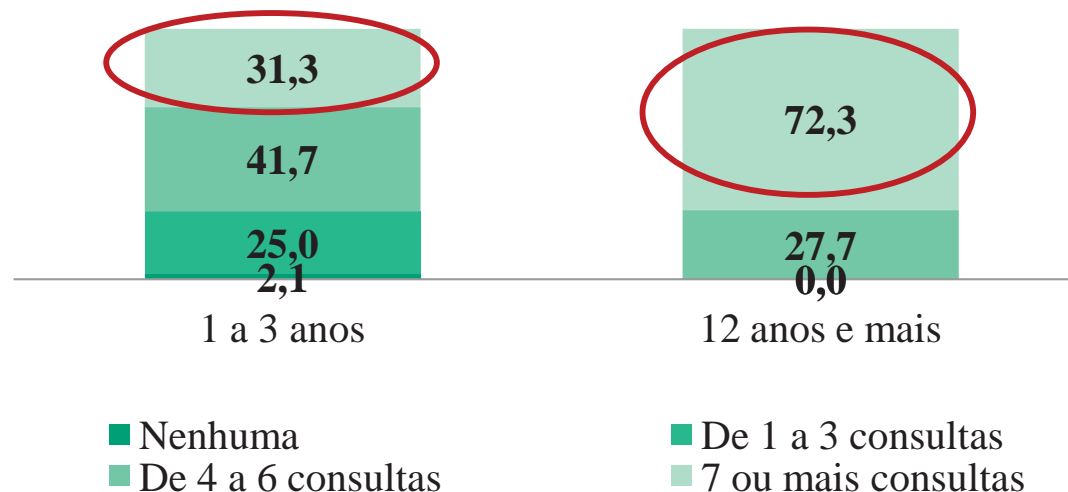 31,3
72,3
41,7
25,0
27,7
2,1
0,0
1 a 3 anos
12 anos e mais
Nenhuma
De 1 a 3 consultas
De 4 a 6 consultas
7 ou mais consultas